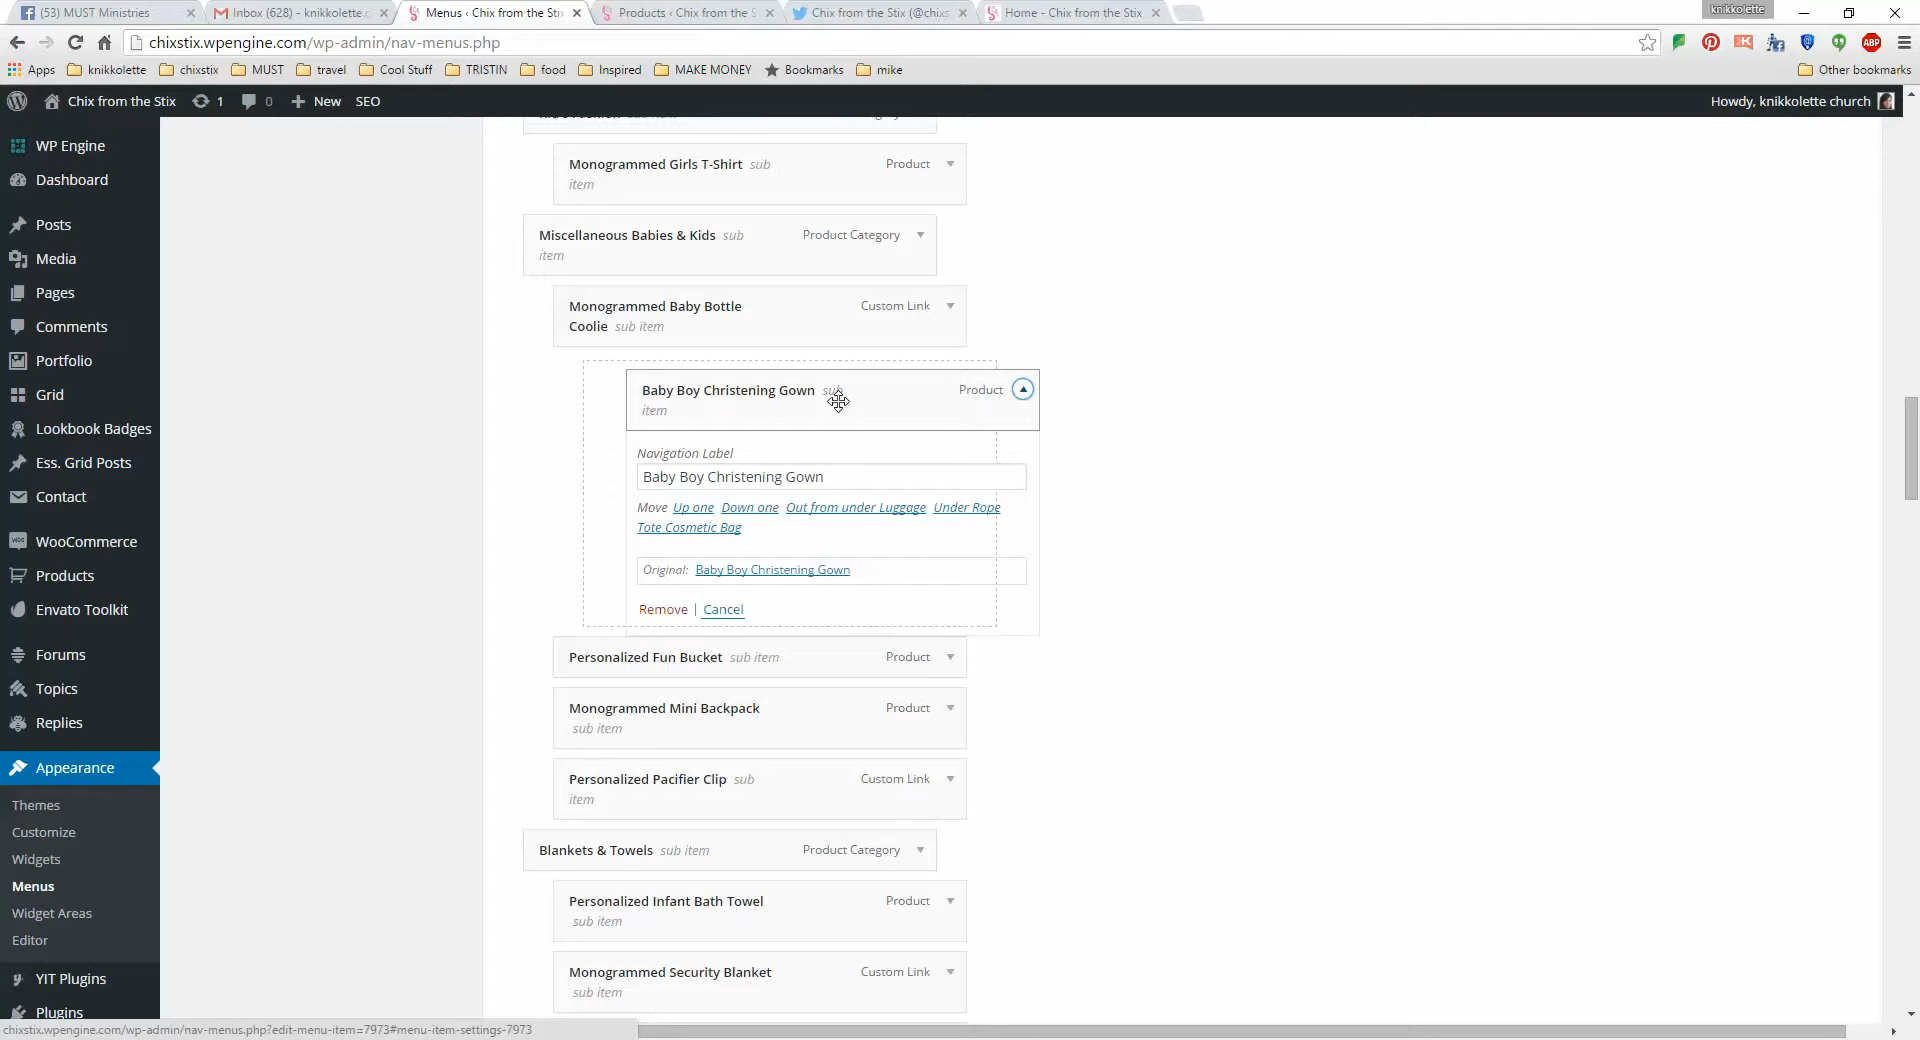 (53) MUST Ministries
Inbox (628) - knikkolette.c
Menus ‹ Chix from the Stix
Products ‹ Chix from the S
Chix from the Stix (@chixs
Home - Chix from the Stix
knikkolette
chixstix.wpengine.com/wp-admin/nav-menus.php
ABP
Apps knikkolette chixstix MUST travel Cool Stuff TRISTIN food Inspired MAKE MONEY Bookmarks mike Other bookmarks
Chix from the Stix 1 0 New SEO Howdy, knikkolette church
WP Engine
Dashboard
Posts
Media
Pages
Comments
Portfolio
Grid
Lookbook Badges
Ess. Grid Posts
Contact
WooCommerce
Products
Envato Toolkit
Forums
Topics
Replies
Appearance
Themes
Customize
Widgets
Menus
Widget Areas
Editor
YIT Plugins
Plugins
Monogrammed Girls T-Shirt sub Product
item
Miscellaneous Babies & Kids sub Product Category
item
Monogrammed Baby Bottle Custom Link
Coolie sub item
Baby Boy Christening Gown sub Product
item
Navigation Label
Baby Boy Christening Gown
Move Up one Down one Out from under Luggage Under Rope
Tote Cosmetic Bag
Original: Baby Boy Christening Gown
Remove | Cancel
Personalized Fun Bucket sub item Product
Monogrammed Mini Backpack Product
sub item
Personalized Pacifier Clip sub Custom Link
item
Blankets & Towels sub item Product Category
Personalized Infant Bath Towel Product
sub item
Monogrammed Security Blanket Custom Link
sub item
chixstix.wpengine.com/wp-admin/nav-menus.php?edit-menu-item=7973#menu-item-settings-7973